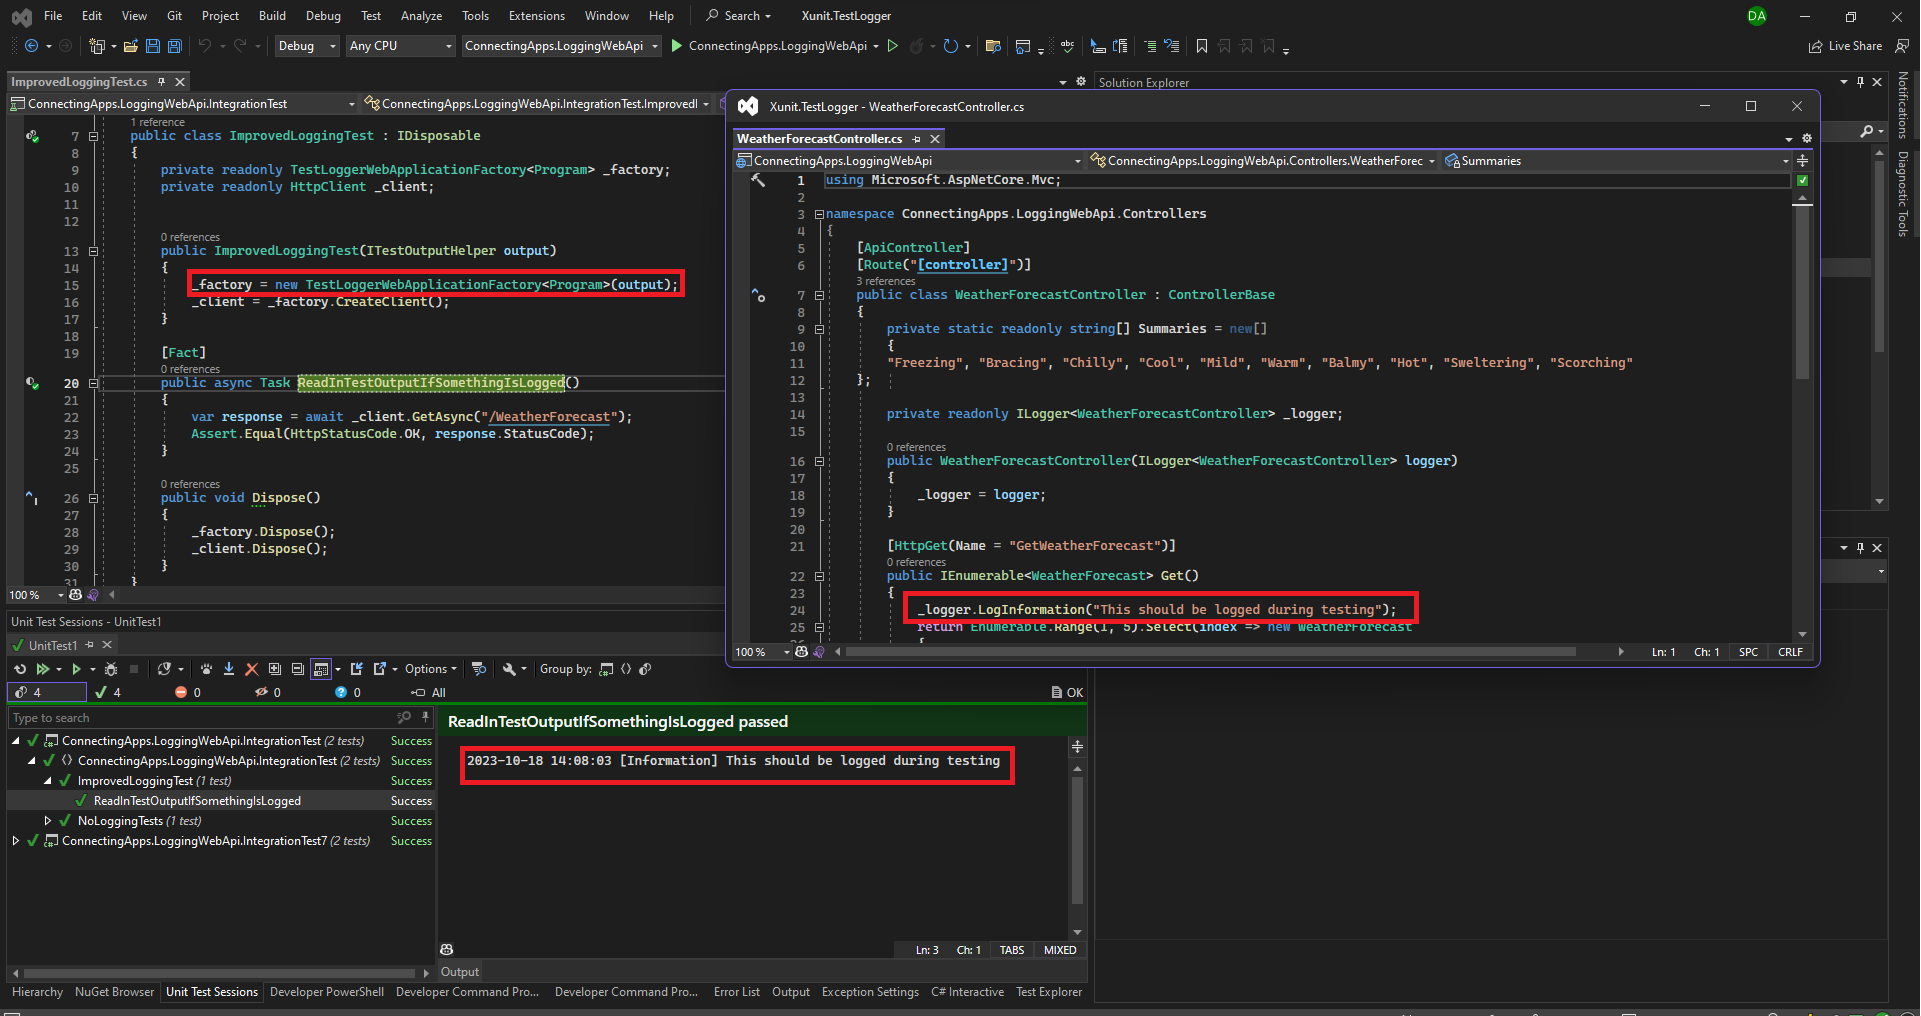 File Edit View Git Project Build Debug Test Analyze Tools Extensions Window Help Search Xunit.TestLogger DA
Debug Any CPU ConnectingApps.LoggingWebApi ConnectingApps.LoggingWebApi Live Share
ImprovedLoggingTest.cs
ConnectingApps.LoggingWebApi.IntegrationTest ConnectingApps.LoggingWebApi.IntegrationTest.Improvedl
1 reference
7 public class ImprovedLoggingTest : IDisposable
8 {
9 private readonly TestLoggerWebApplicationFactory<Program> _factory;
10 private readonly HttpClient _client;
11
12
0 references
13 public ImprovedLoggingTest(ITestOutputHelper output)
14 {
15 _factory = new TestLoggerWebApplicationFactory<Program>(output);
16 _client = _factory.CreateClient();
17 }
18
19 [Fact]
0 references
20 public async Task ReadInTestOutputIfSomethingIsLogged()
21 {
22 var response = await _client.GetAsync("/WeatherForecast");
23 Assert.Equal(HttpStatusCode.OK, response.StatusCode);
24 }
25
0 references
26 public void Dispose()
27 {
28 _factory.Dispose();
29 _client.Dispose();
30 }
31 }
100 %
Solution Explorer
Notifications
Diagnostic Tools
Xunit.TestLogger - WeatherForecastController.cs
WeatherForecastController.cs
ConnectingApps.LoggingWebApi ConnectingApps.LoggingWebApi.Controllers.WeatherForec Summaries
1 using Microsoft.AspNetCore.Mvc;
2
3 namespace ConnectingApps.LoggingWebApi.Controllers
4 {
5 [ApiController]
6 [Route("[controller]")]
3 references
7 public class WeatherForecastController : ControllerBase
8 {
9 private static readonly string[] Summaries = new[]
10 {
11 "Freezing", "Bracing", "Chilly", "Cool", "Mild", "Warm", "Balmy", "Hot", "Sweltering", "Scorching"
12 };
13
14 private readonly ILogger<WeatherForecastController> _logger;
15
0 references
16 public WeatherForecastController(ILogger<WeatherForecastController> logger)
17 {
18 _logger = logger;
19 }
20
21 [HttpGet(Name = "GetWeatherForecast")]
0 references
22 public IEnumerable<WeatherForecast> Get()
23 {
24 _logger.LogInformation("This should be logged during testing");
25 return Enumerable.Range(1, 5).Select(index => new WeatherForecast
{
100 % Ln: 1 Ch: 1 SPC CRLF
Unit Test Sessions - UnitTest1
UnitTest1
Options Group by:
4 4 0 0 0 All OK
Type to search
ConnectingApps.LoggingWebApi.IntegrationTest (2 tests) Success
ConnectingApps.LoggingWebApi.IntegrationTest (2 tests) Success
ImprovedLoggingTest (1 test) Success
ReadInTestOutputIfSomethingIsLogged Success
NoLoggingTests (1 test) Success
ConnectingApps.LoggingWebApi.IntegrationTest7 (2 tests) Success
ReadInTestOutputIfSomethingIsLogged passed
2023-10-18 14:08:03 [Information] This should be logged during testing
Ln: 3 Ch: 1 TABS MIXED
Output
Hierarchy NuGet Browser Unit Test Sessions Developer PowerShell Developer Command Pro... Developer Command Pro... Error List Output Exception Settings C# Interactive Test Explorer